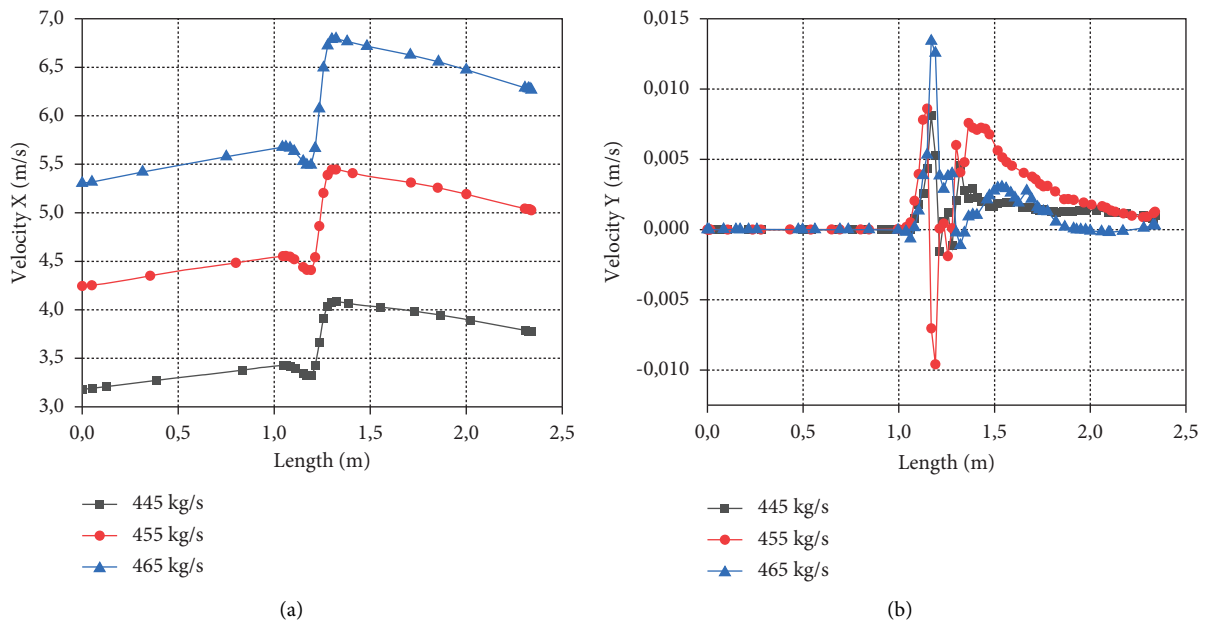 7,0
6,5
6,0
5,5
5,0
4,5
4,0
3,5
3,0
Velocity X (m/s)
0,0 0,5 1,0 1,5 2,0 2,5
Length (m)
445 kg/s
455 kg/s
465 kg/s
(a)
0,015
0,010
0,005
0,000
-0,005
-0,010
Velocity Y (m/s)
0,0 0,5 1,0 1,5 2,0 2,5
Length (m)
445 kg/s
455 kg/s
465 kg/s
(b)